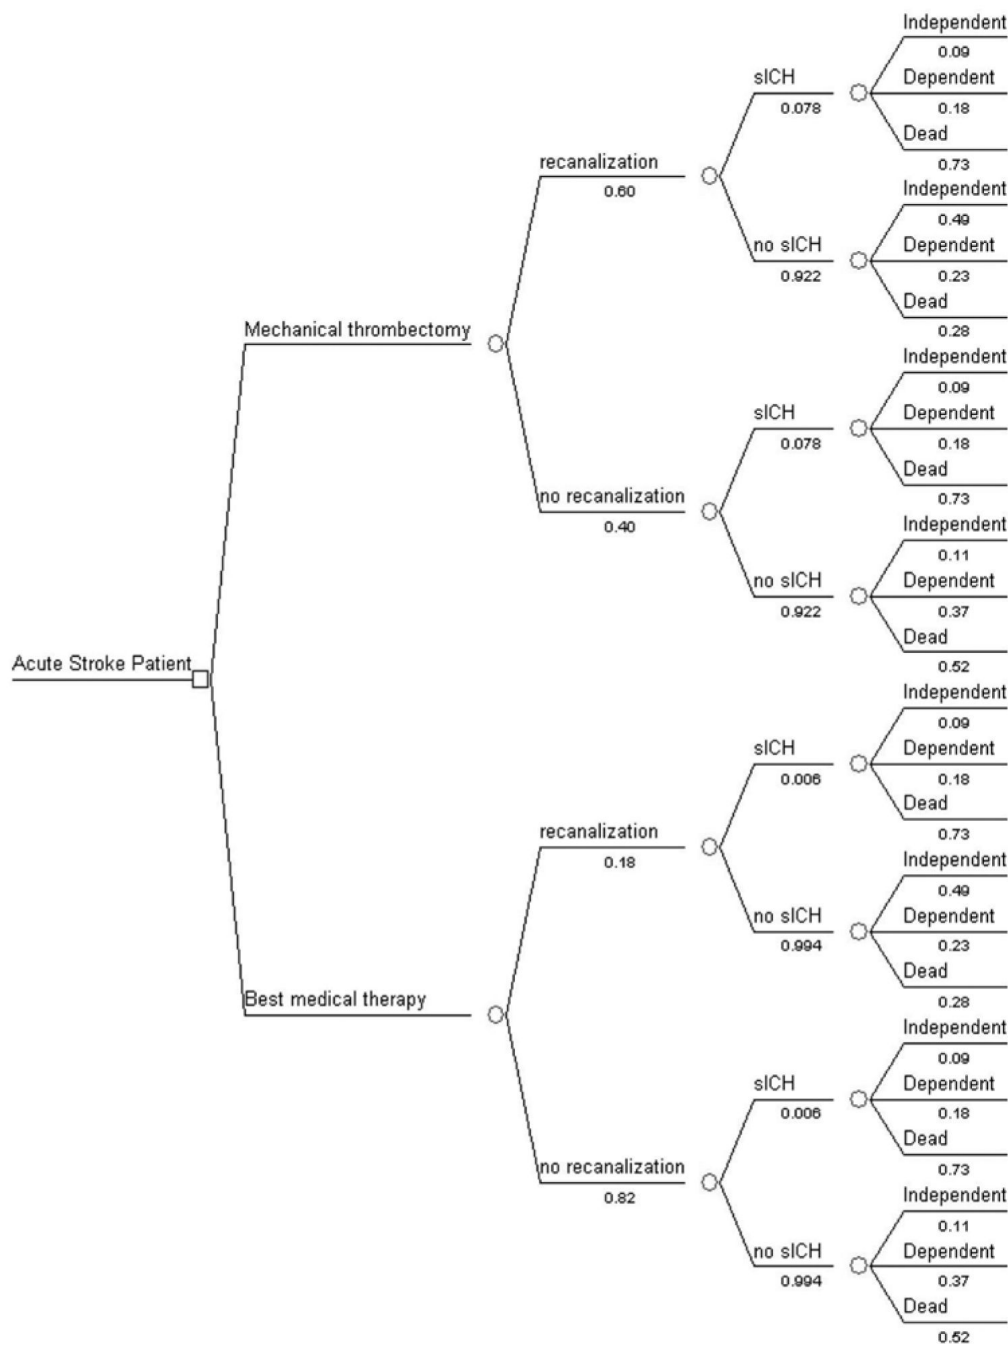 Independent
0.09
sICH
Dependent
0.078
0.18
Dead
0.73
recanalization
0.60
Independent
0.49
no sICH
Dependent
0.922
0.23
Dead
0.28
Mechanical thrombectomy
Independent
0.09
sICH
Dependent
0.078
0.18
Dead
0.73
no recanalization
0.40
Independent
0.11
no sICH
Dependent
0.922
0.37
Dead
0.52
Acute Stroke Patient
Independent
0.09
sICH
Dependent
0.006
0.18
Dead
0.73
recanalization
0.18
Independent
0.49
no sICH
Dependent
0.994
0.23
Dead
0.28
Best medical therapy
Independent
0.09
sICH
Dependent
0.006
0.18
Dead
0.73
no recanalization
0.82
Independent
0.11
no sICH
Dependent
0.994
0.37
Dead
0.52